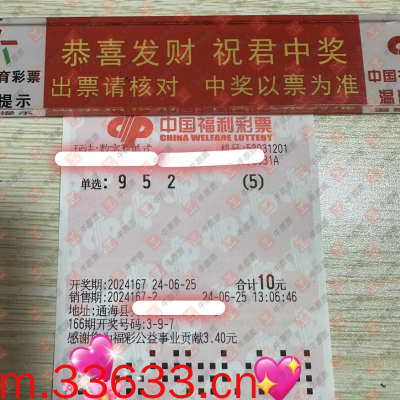 恭喜发财 祝君中奖
育彩票
出票请核对 中奖以票为准
中国
提示
温
中国福利彩票
CHINA WELFARE LOTTERY
单选: 9 5 2 (5)
开奖期:2024167 24-06-25 合计10元
销售期:2024167-2 24-06-25 13:06:46
地址:通海县
166期开奖号码:3-9-7
感谢您为福彩公益事业贡献3.40元
m.33633.cn